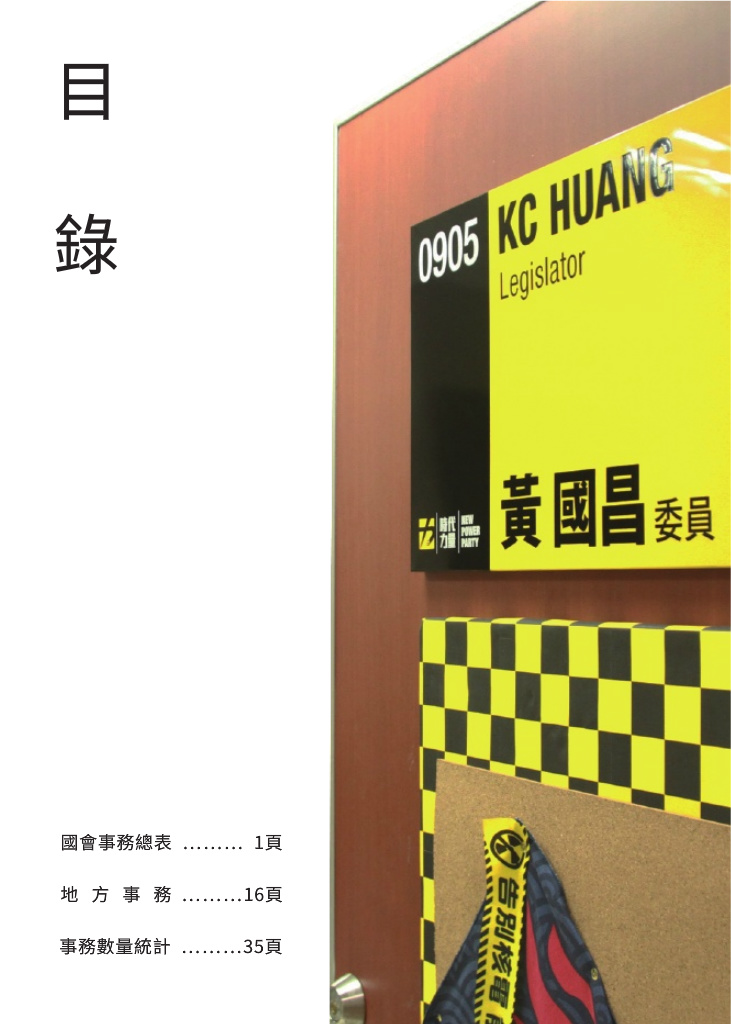 目
錄
0905
KC HUANG
Legislator
時代
力量
NEW
POWER
PARTY
黃國昌委員
告別核電
國會事務總表 ......... 1頁
地方事務 .........16頁
事務數量統計 .........35頁